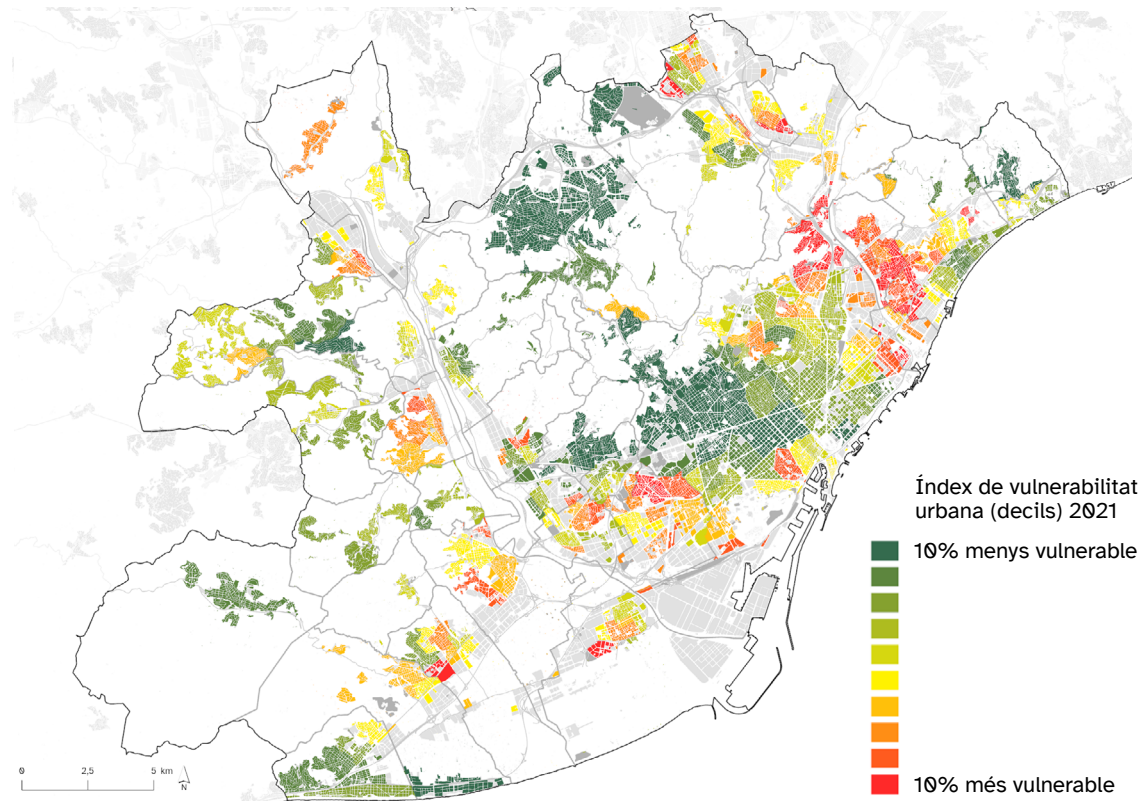 Índex de vulnerabilitat
urbana (decils) 2021
10% menys vulnerable
10% més vulnerable
0 2,5 5 km
N